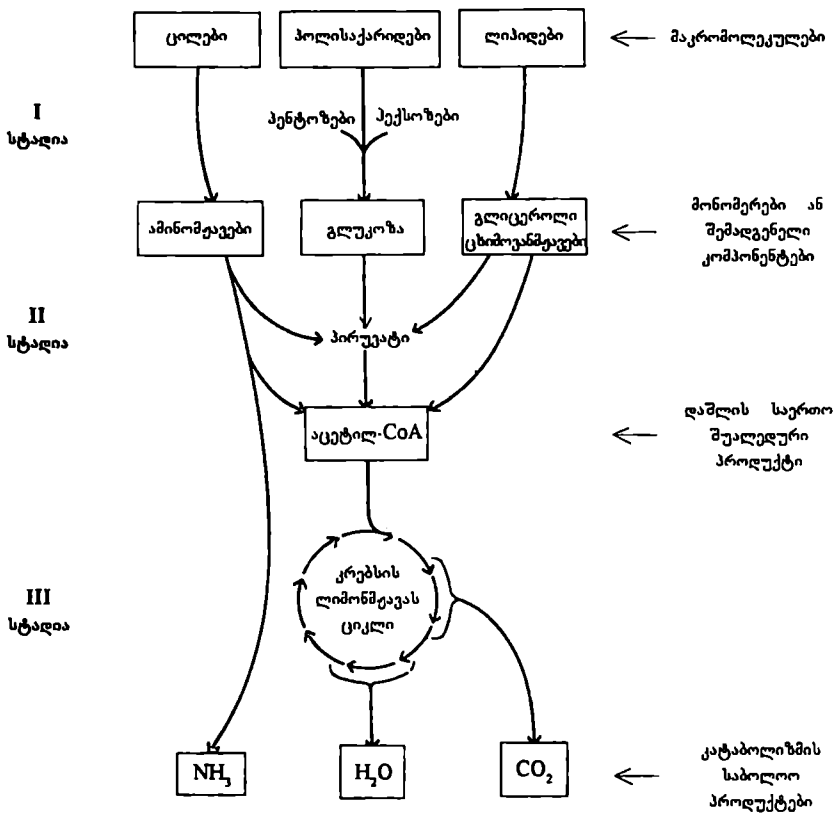 ცილები
პოლისაქარიდები
ლიპიდები
მაკრომოლეკულები
I
სტადია
პენტოზები
ჰექსოზები
ამინომჟავები
გლუკოზა
გლიცეროლი
ცხიმოვანმჟავები
მონომერები ან
შემადგენელი
კომპონენტები
II
სტადია
პირუვატი
აცეტილ-CoA
დაშლის საერთო
შუალედური
პროდუქტი
III
სტადია
კრებსის
ლიმონმჟავას
ციკლი
NH₃
H₂O
CO₂
კატაბოლიზმის
საბოლოო
პროდუქტები